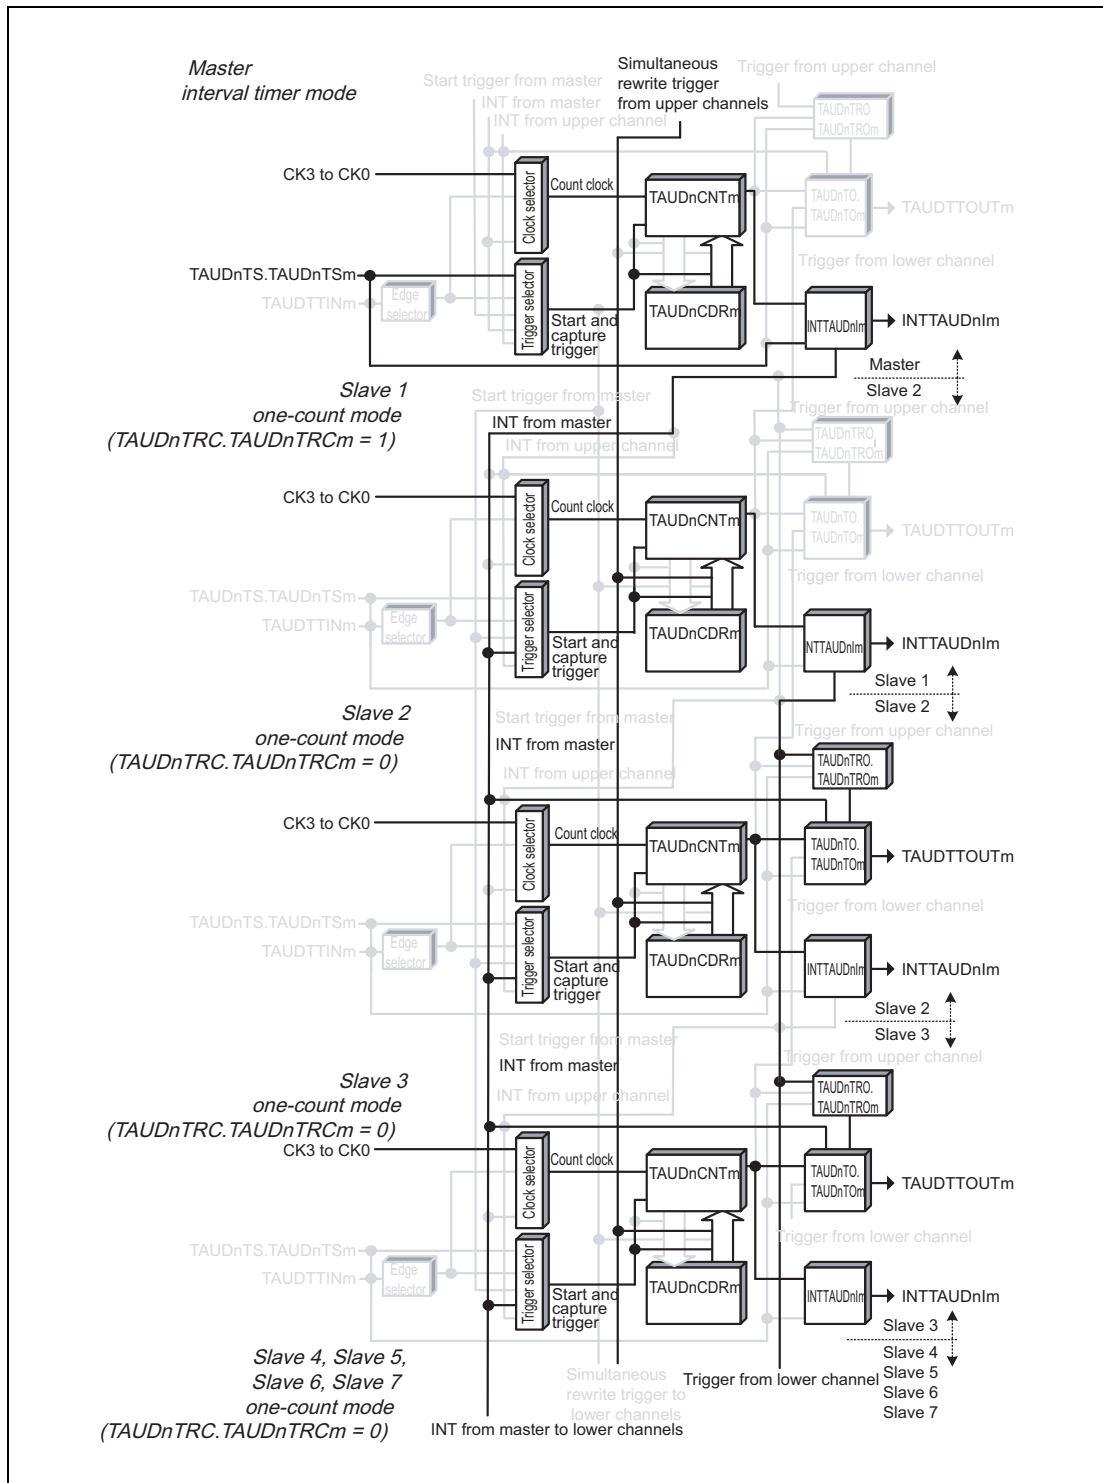 Master
interval timer mode
Start trigger from master
INT from master
INT from upper channel
Simultaneous
rewrite trigger
from upper channels
Trigger from upper channel
TAUDnTRO.
TAUDnTROm
CK3 to CK0
Clock selector
Count clock
TAUDnCNTm
TAUDnTO.
TAUDnTOm
TAUDTTOUTm
Trigger from lower channel
TAUDnTS.TAUDnTSm
TAUDTTINm
Edge
selector
Trigger selector
Start and
capture
trigger
TAUDnCDRm
INTTAUDnIm
INTTAUDnIm
Master
Slave 2
Slave 1
one-count mode
(TAUDnTRC.TAUDnTRCm = 1)
Start trigger from master
INT from master
INT from upper channel
Trigger from upper channel
TAUDnTRO.
TAUDnTROm
CK3 to CK0
Clock selector
Count clock
TAUDnCNTm
TAUDnTO.
TAUDnTOm
TAUDTTOUTm
Trigger from lower channel
TAUDnTS.TAUDnTSm
TAUDTTINm
Edge
selector
Trigger selector
Start and
capture
trigger
TAUDnCDRm
INTTAUDnIm
INTTAUDnIm
Slave 1
Slave 2
Slave 2
one-count mode
(TAUDnTRC.TAUDnTRCm = 0)
Start trigger from master
INT from master
INT from upper channel
Trigger from upper channel
TAUDnTRO.
TAUDnTROm
CK3 to CK0
Clock selector
Count clock
TAUDnCNTm
TAUDnTO.
TAUDnTOm
TAUDTTOUTm
Trigger from lower channel
TAUDnTS.TAUDnTSm
TAUDTTINm
Edge
selector
Trigger selector
Start and
capture
trigger
TAUDnCDRm
INTTAUDnIm
INTTAUDnIm
Slave 2
Slave 3
Slave 3
one-count mode
(TAUDnTRC.TAUDnTRCm = 0)
Start trigger from master
INT from master
INT from upper channel
Trigger from upper channel
TAUDnTRO.
TAUDnTROm
CK3 to CK0
Clock selector
Count clock
TAUDnCNTm
TAUDnTO.
TAUDnTOm
TAUDTTOUTm
Trigger from lower channel
TAUDnTS.TAUDnTSm
TAUDTTINm
Edge
selector
Trigger selector
Start and
capture
trigger
TAUDnCDRm
INTTAUDnIm
INTTAUDnIm
Slave 3
Slave 4
Slave 5
Slave 6
Slave 7
Slave 4, Slave 5,
Slave 6, Slave 7
one-count mode
(TAUDnTRC.TAUDnTRCm = 0)
Simultaneous
rewrite trigger to
lower channels
Trigger from lower channel
INT from master to lower channels